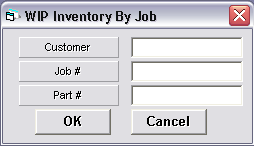 WIP Inventory By Job
Customer
Job #
Part #
OK Cancel